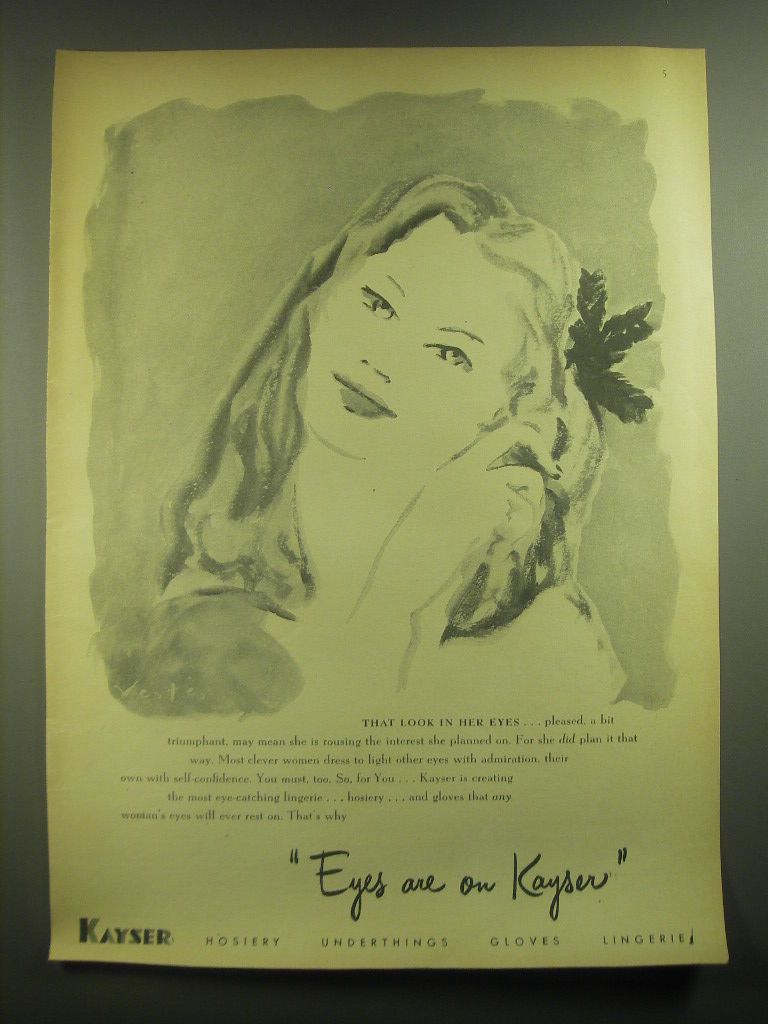 5
THAT LOOK IN HER EYES . . . pleased, a bit
triumphant, may mean she is rousing the interest she planned on. For she did plan it that
way. Most clever women dress to light other eyes with admiration, their
own with self-confidence. You must, too. So, for You . . . Kayser is creating
the most eye-catching lingerie . . . hosiery . . . and gloves that any
woman's eyes will ever rest on. That's why
"Eyes are on Kayser"
KAYSER HOSIERY UNDERTHINGS GLOVES LINGERIE